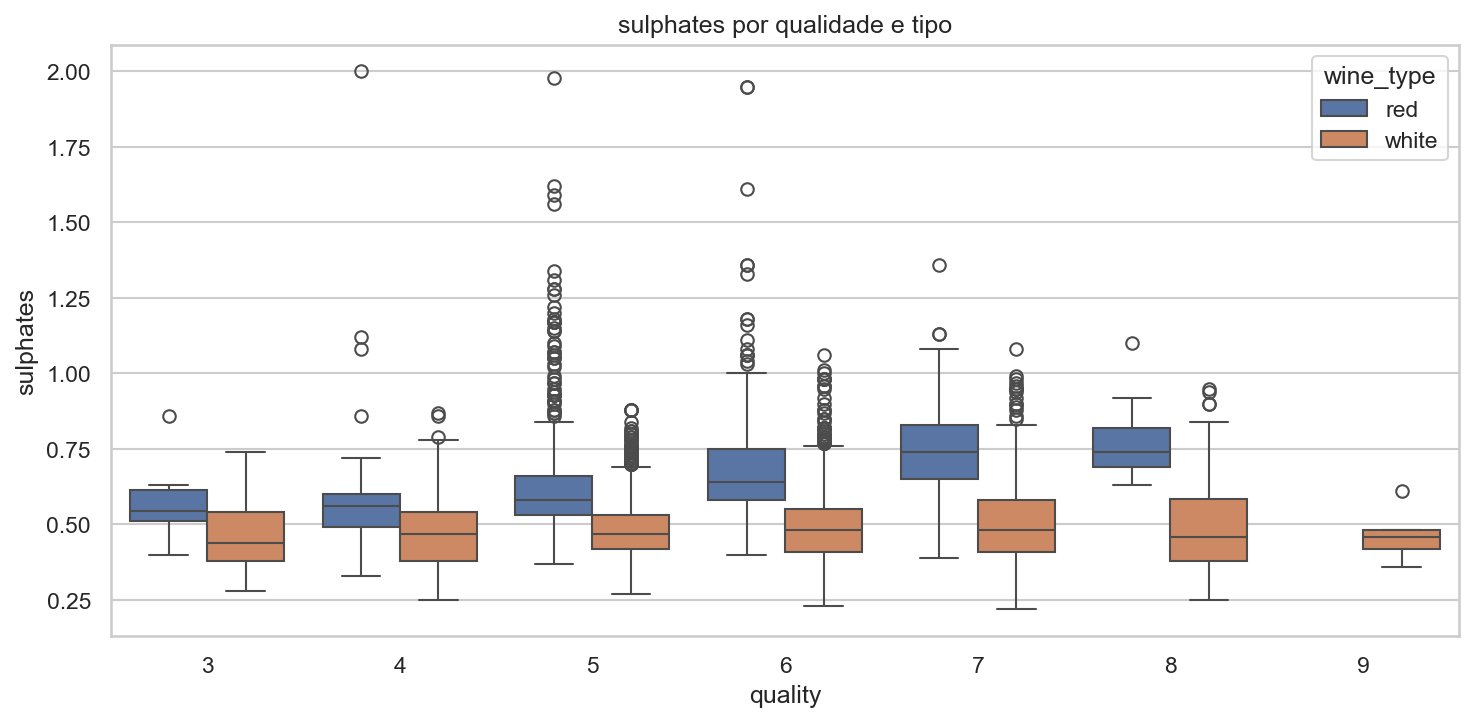 sulphates por qualidade e tipo
2.00
1.75
1.50
1.25
1.00
0.75
0.50
0.25
sulphates
wine_type
red
white
3 4 5 6 7 8 9
quality